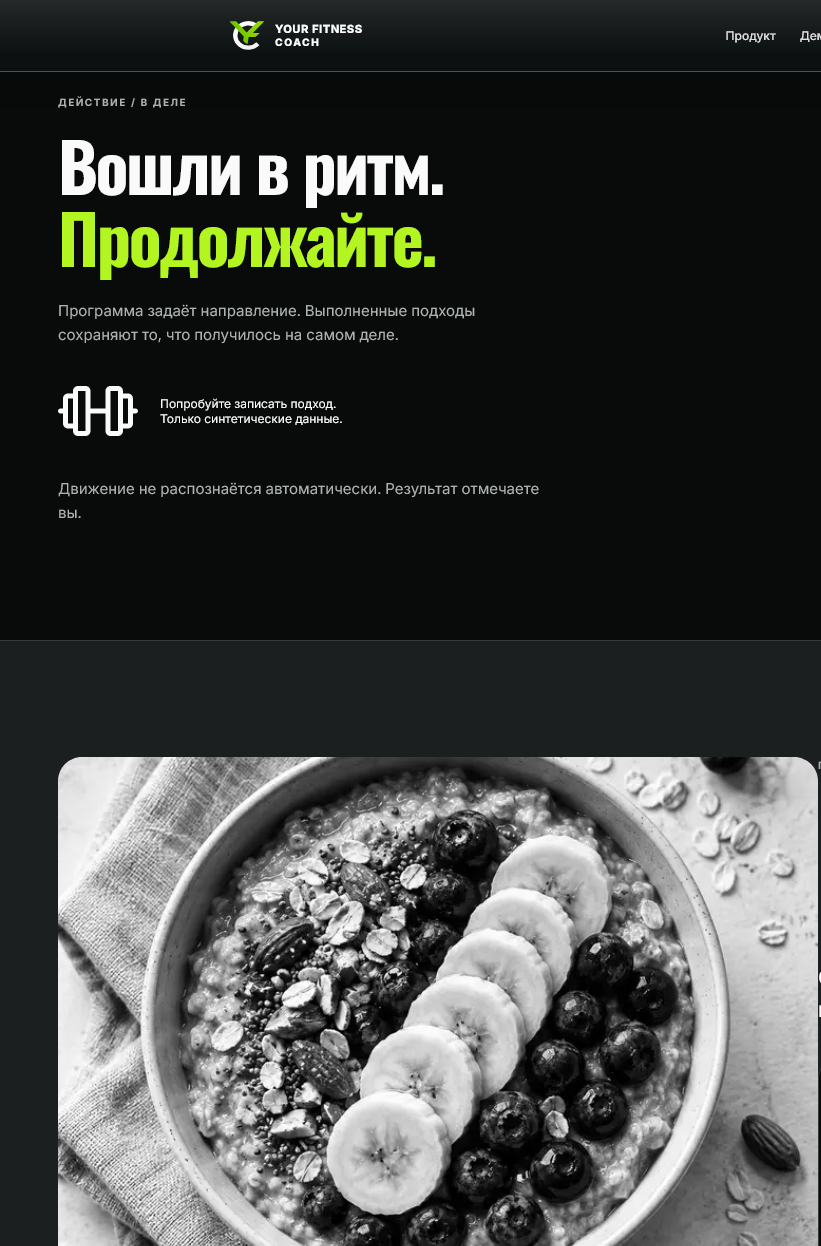 YOUR FITNESS
COACH
Продукт
ДЕЙСТВИЕ / В ДЕЛЕ
Вошли в ритм.
Продолжайте.
Программа задаёт направление. Выполненные подходы
сохраняют то, что получилось на самом деле.
Попробуйте записать подход.
Только синтетические данные.
Движение не распознаётся автоматически. Результат отмечаете
вы.